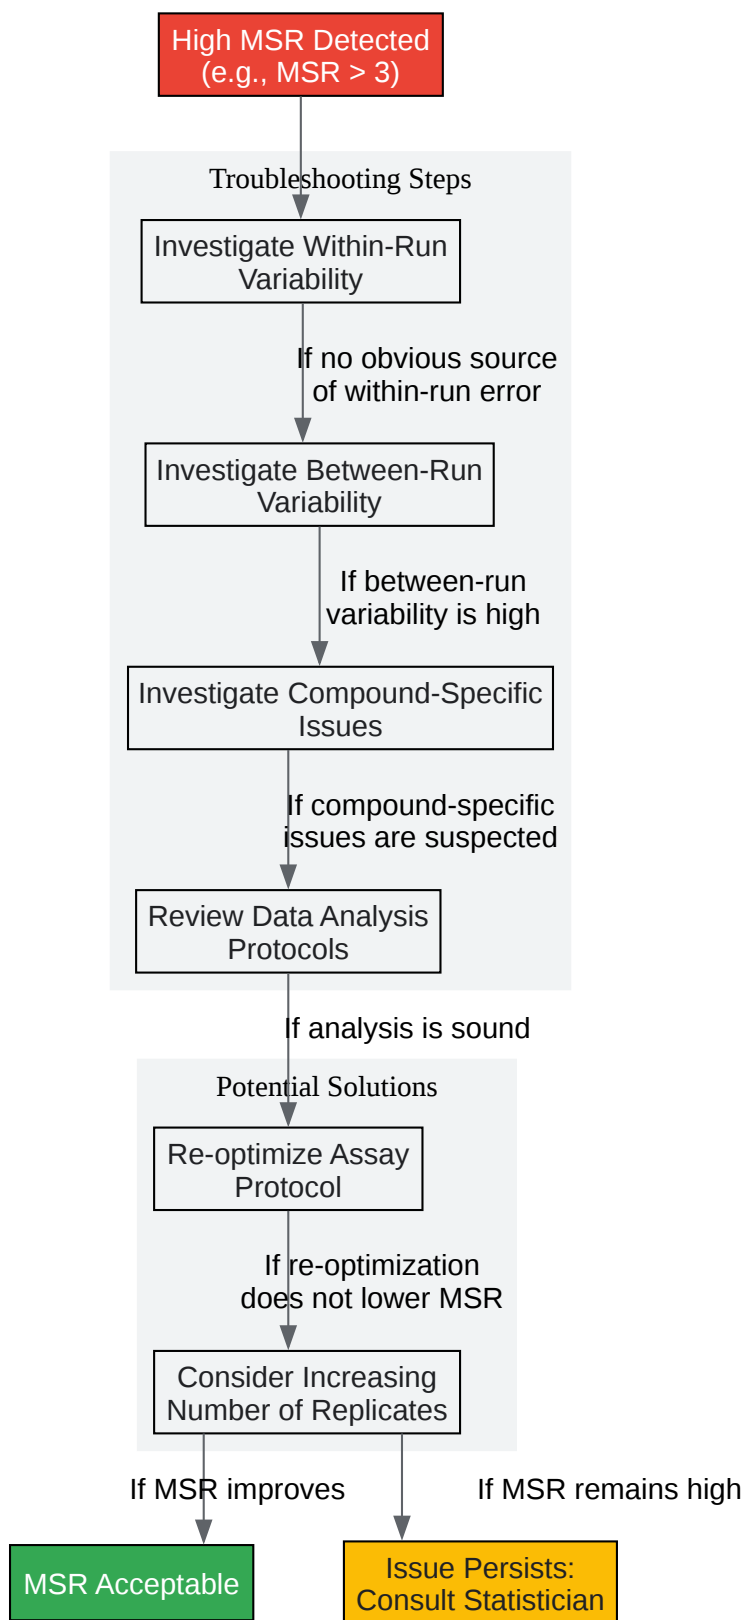 High MSR Detected
(e.g., MSR > 3)
Troubleshooting Steps
Investigate Within-Run
Variability
If no obvious source
of within-run error
Investigate Between-Run
Variability
If between-run
variability is high
Investigate Compound-Specific
Issues
If compound-specific
issues are suspected
Review Data Analysis
Protocols
If analysis is sound
Potential Solutions
Re-optimize Assay
Protocol
If re-optimization
does not lower MSR
Consider Increasing
Number of Replicates
If MSR improves
If MSR remains high
MSR Acceptable
Issue Persists:
Consult Statistician